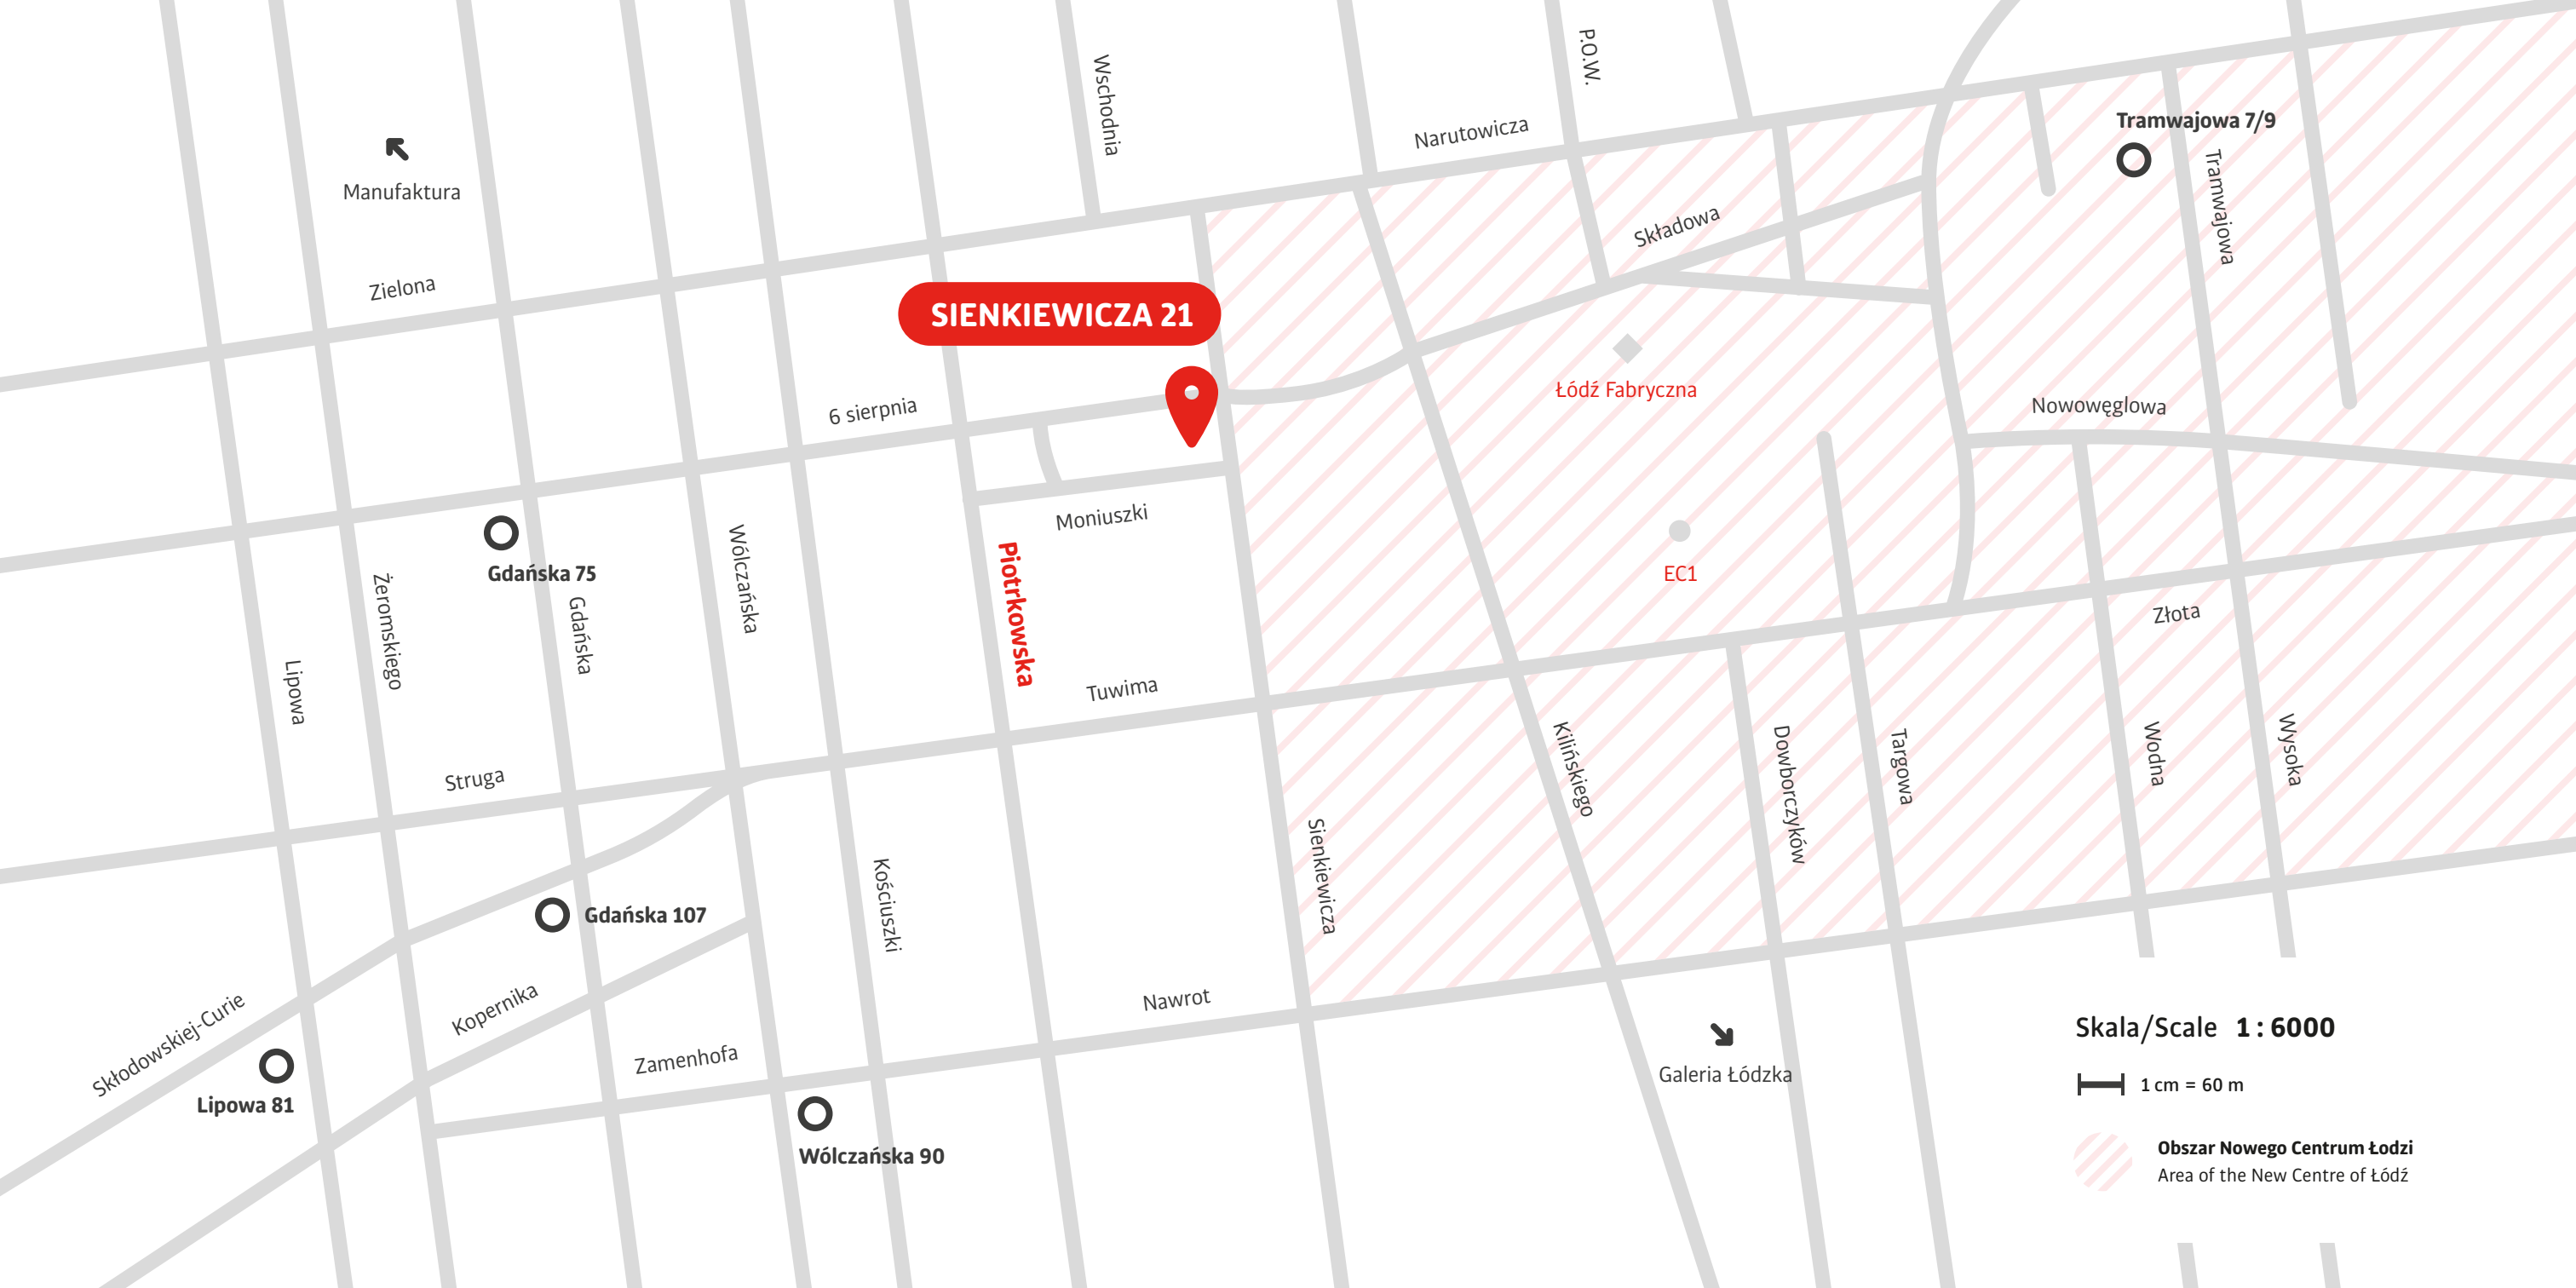 Wschodnia
P.O.W.
Narutowicza
Tramwajowa 7/9
Tramwajowa
Manufaktura
Składowa
Zielona
SIENKIEWICZA 21
Łódź Fabryczna
6 sierpnia
Nowowęglowa
Moniuszki
Gdańska 75
EC1
Wólczańska
Piotrkowska
Żeromskiego
Gdańska
Złota
Lipowa
Tuwima
Struga
Kilińskiego
Dowborczyków
Targowa
Wodna
Wysoka
Sienkiewicza
Kościuszki
Gdańska 107
Kopernika
Nawrot
Skłodowskiej-Curie
Zamenhofa
Galeria Łódzka
Lipowa 81
Wólczańska 90
Skala/Scale 1 : 6000
1 cm = 60 m
Obszar Nowego Centrum Łodzi
Area of the New Centre of Łódź